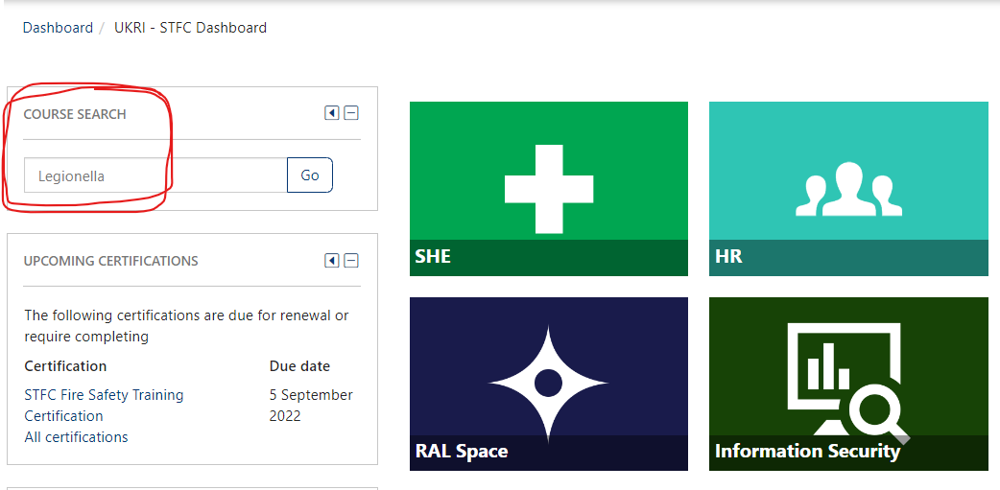 Dashboard / UKRI - STFC Dashboard
COURSE SEARCH
Legionella
Go
UPCOMING CERTIFICATIONS
The following certifications are due for renewal or
require completing
Certification Due date
STFC Fire Safety Training 5 September
Certification 2022
All certifications
SHE
HR
RAL Space
Information Security